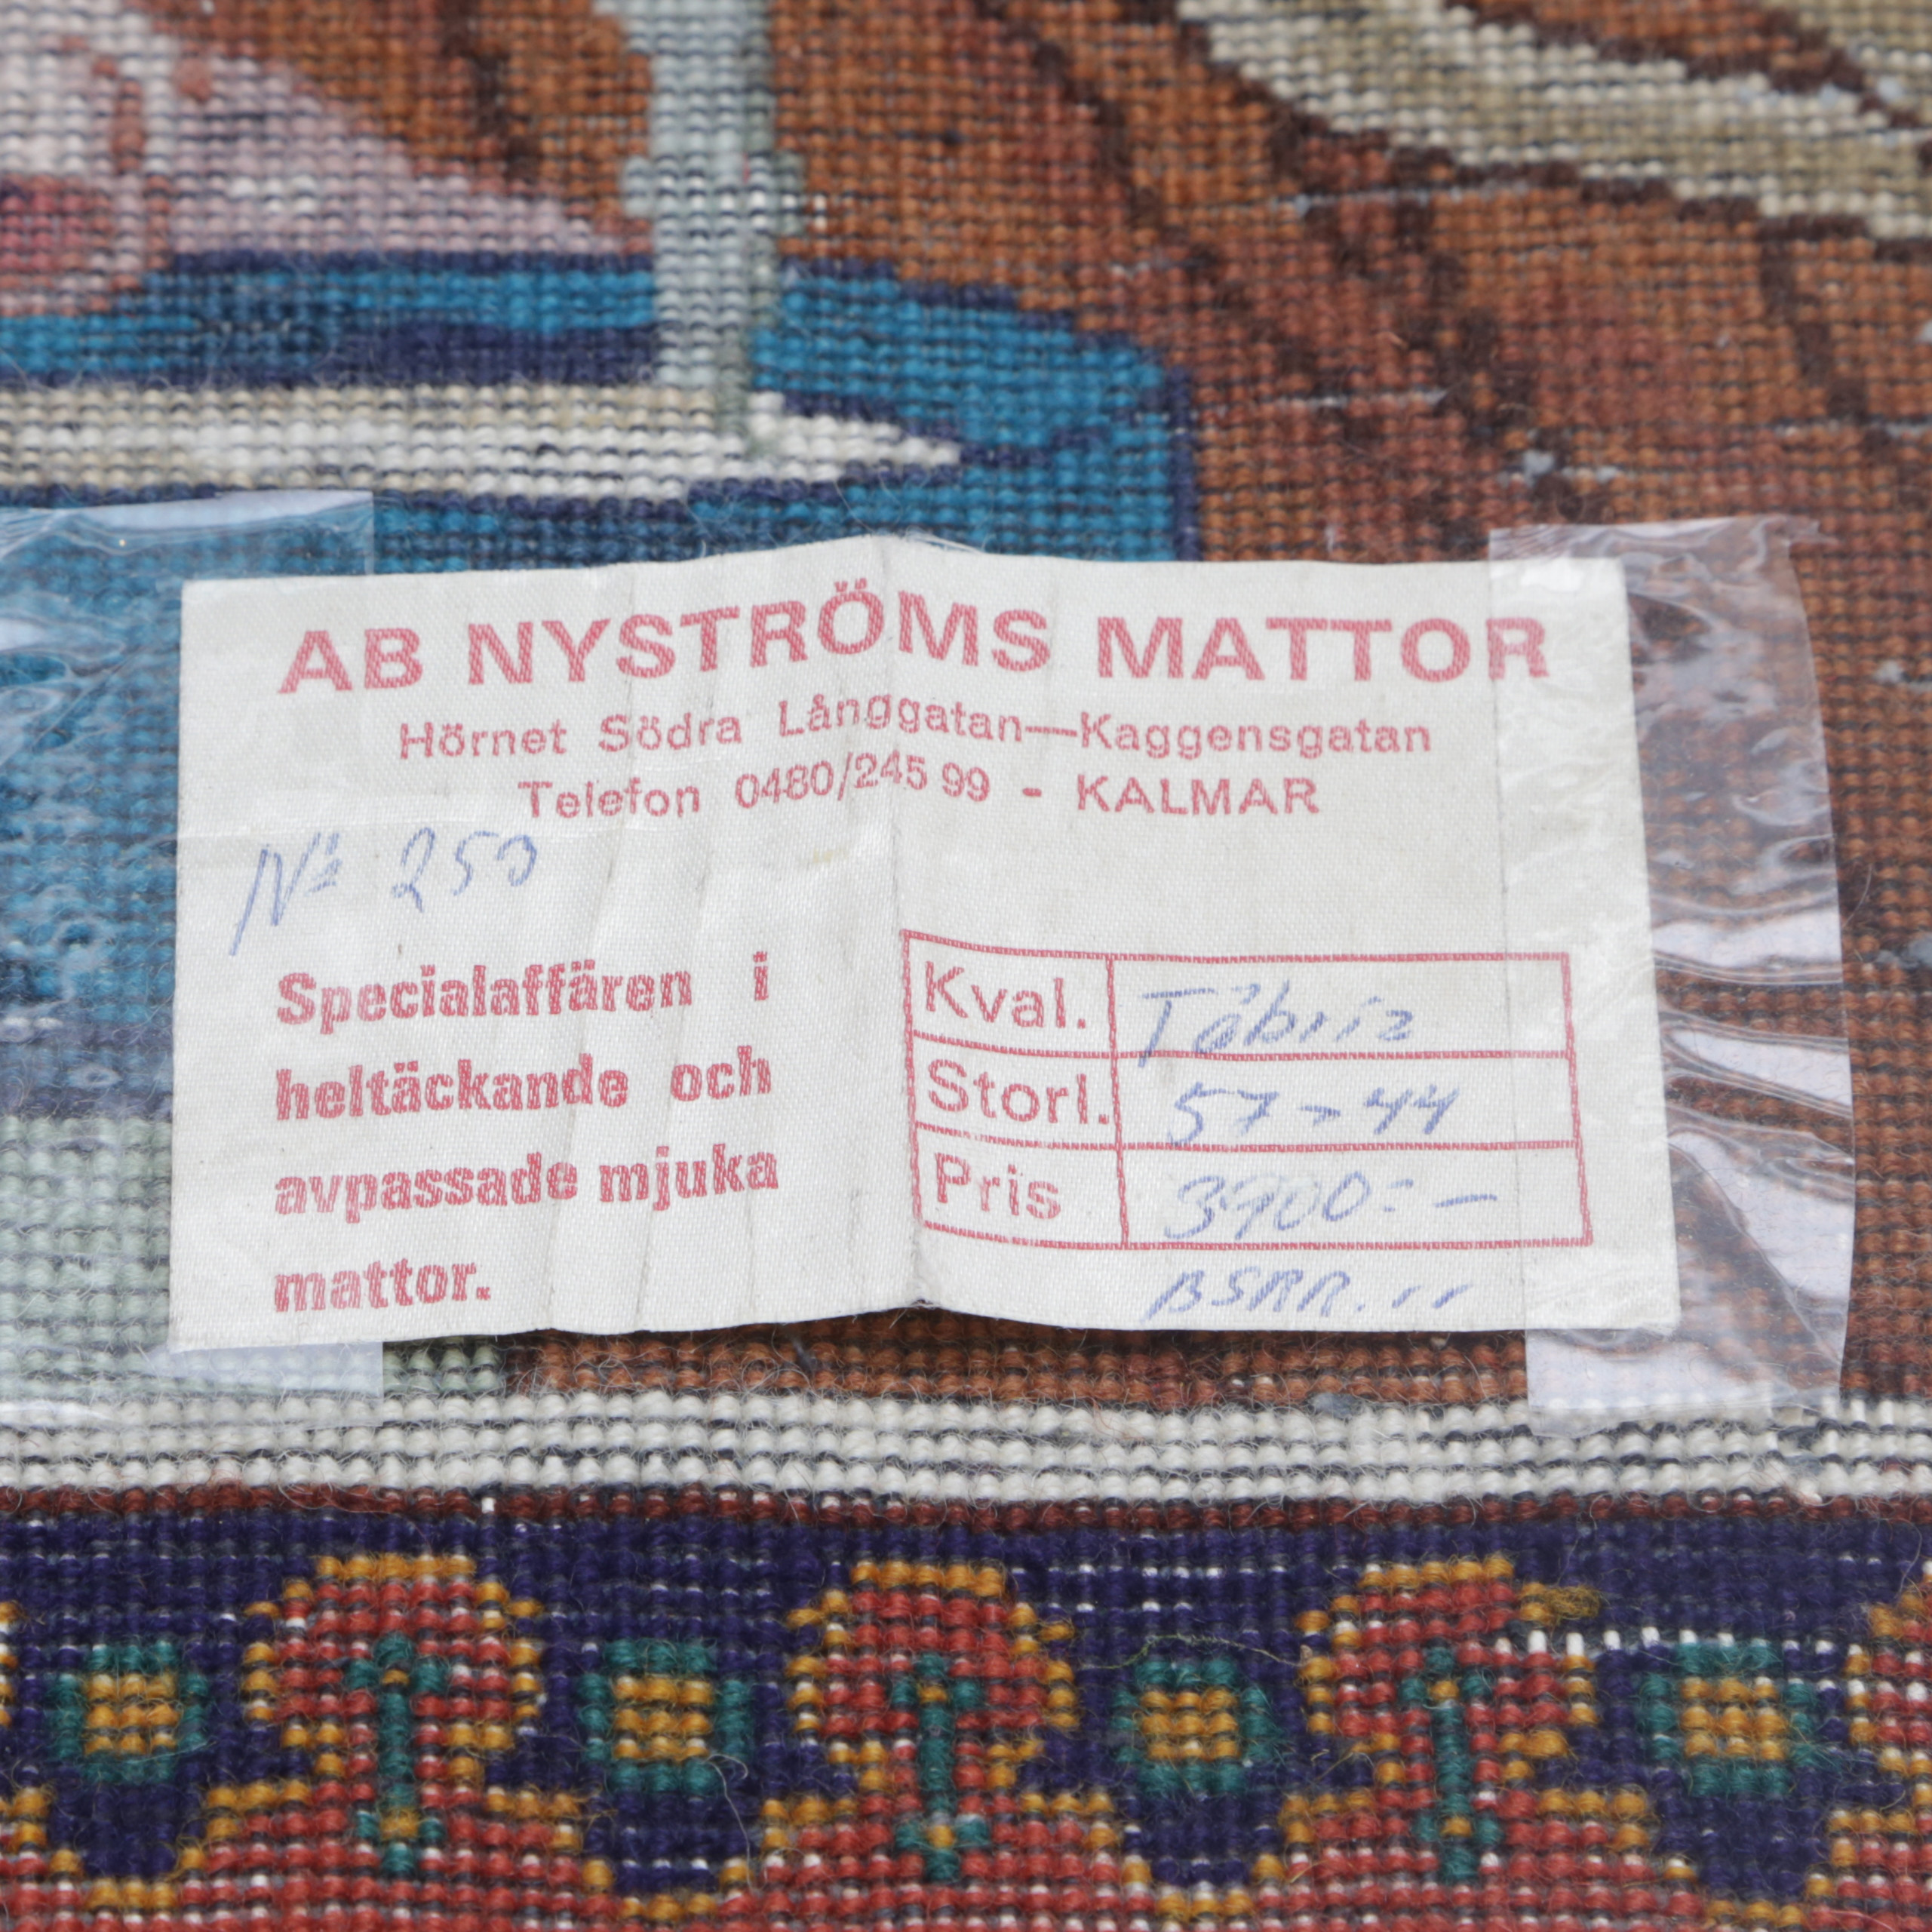 AB NYSTRÖMS MATTOR
Hörnet Södra Långgatan—Kaggensgatan
Telefon 0480/245 99 - KALMAR
Nº 250
Specialaffären i
heltäckande och
avpassade mjuka
mattor.
Kval. Täbriz
Storl. 57 > 44
Pris 3900:-